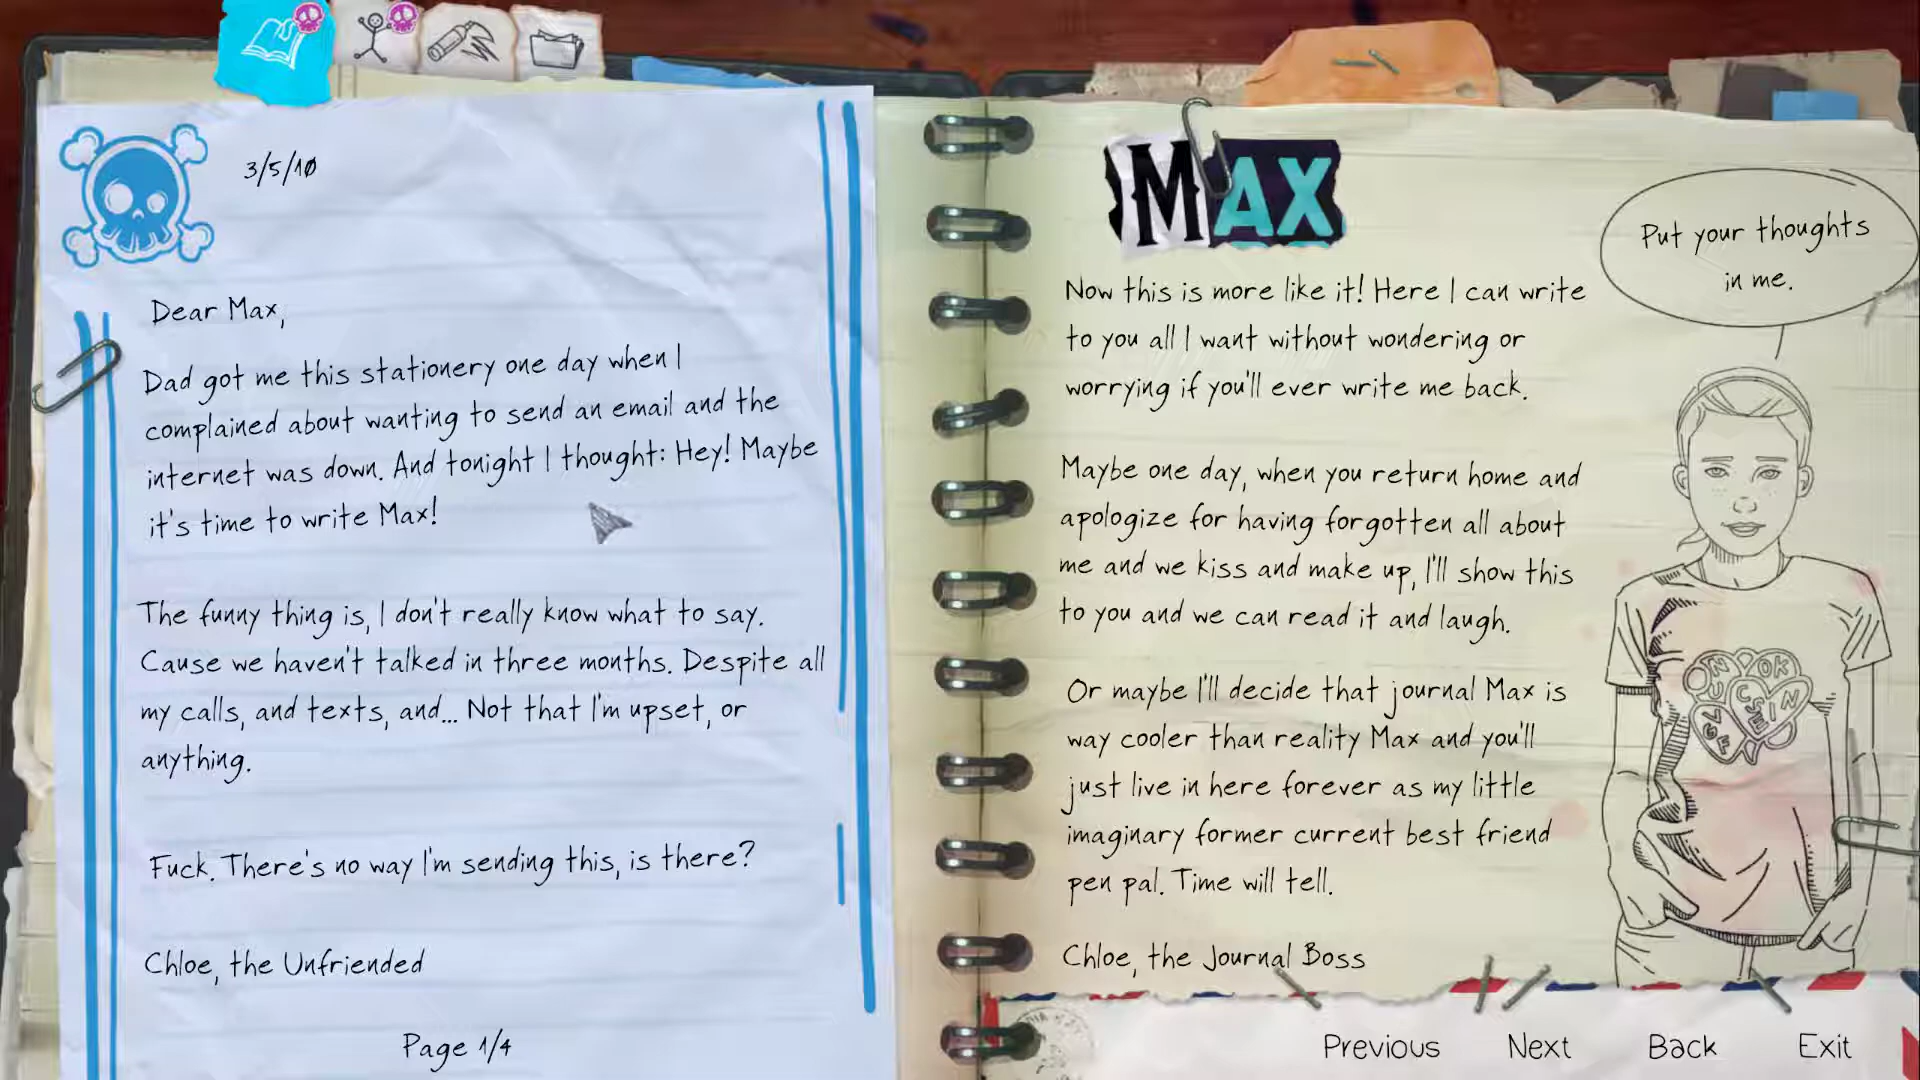 3/5/10
Dear Max,
Dad got me this stationery one day when I
complained about wanting to send an email and the
internet was down. And tonight I thought: Hey! Maybe
it's time to write Max!
The funny thing is, I don't really know what to say.
Cause we haven't talked in three months. Despite all
my calls, and texts, and... Not that I'm upset, or
anything.
Fuck. There's no way I'm sending this, is there?
Chloe, the Unfriended
Page 1/4
MAX
Now this is more like it! Here I can write
to you all I want without wondering or
worrying if you'll ever write me back.
Maybe one day, when you return home and
apologize for having forgotten all about
me and we kiss and make up, I'll show this
to you and we can read it and laugh.
Or maybe I'll decide that journal Max is
way cooler than reality Max and you'll
just live in here forever as my little
imaginary former current best friend
pen pal. Time will tell.
Chloe, the Journal Boss
Put your thoughts
in me.
Previous Next Back Exit